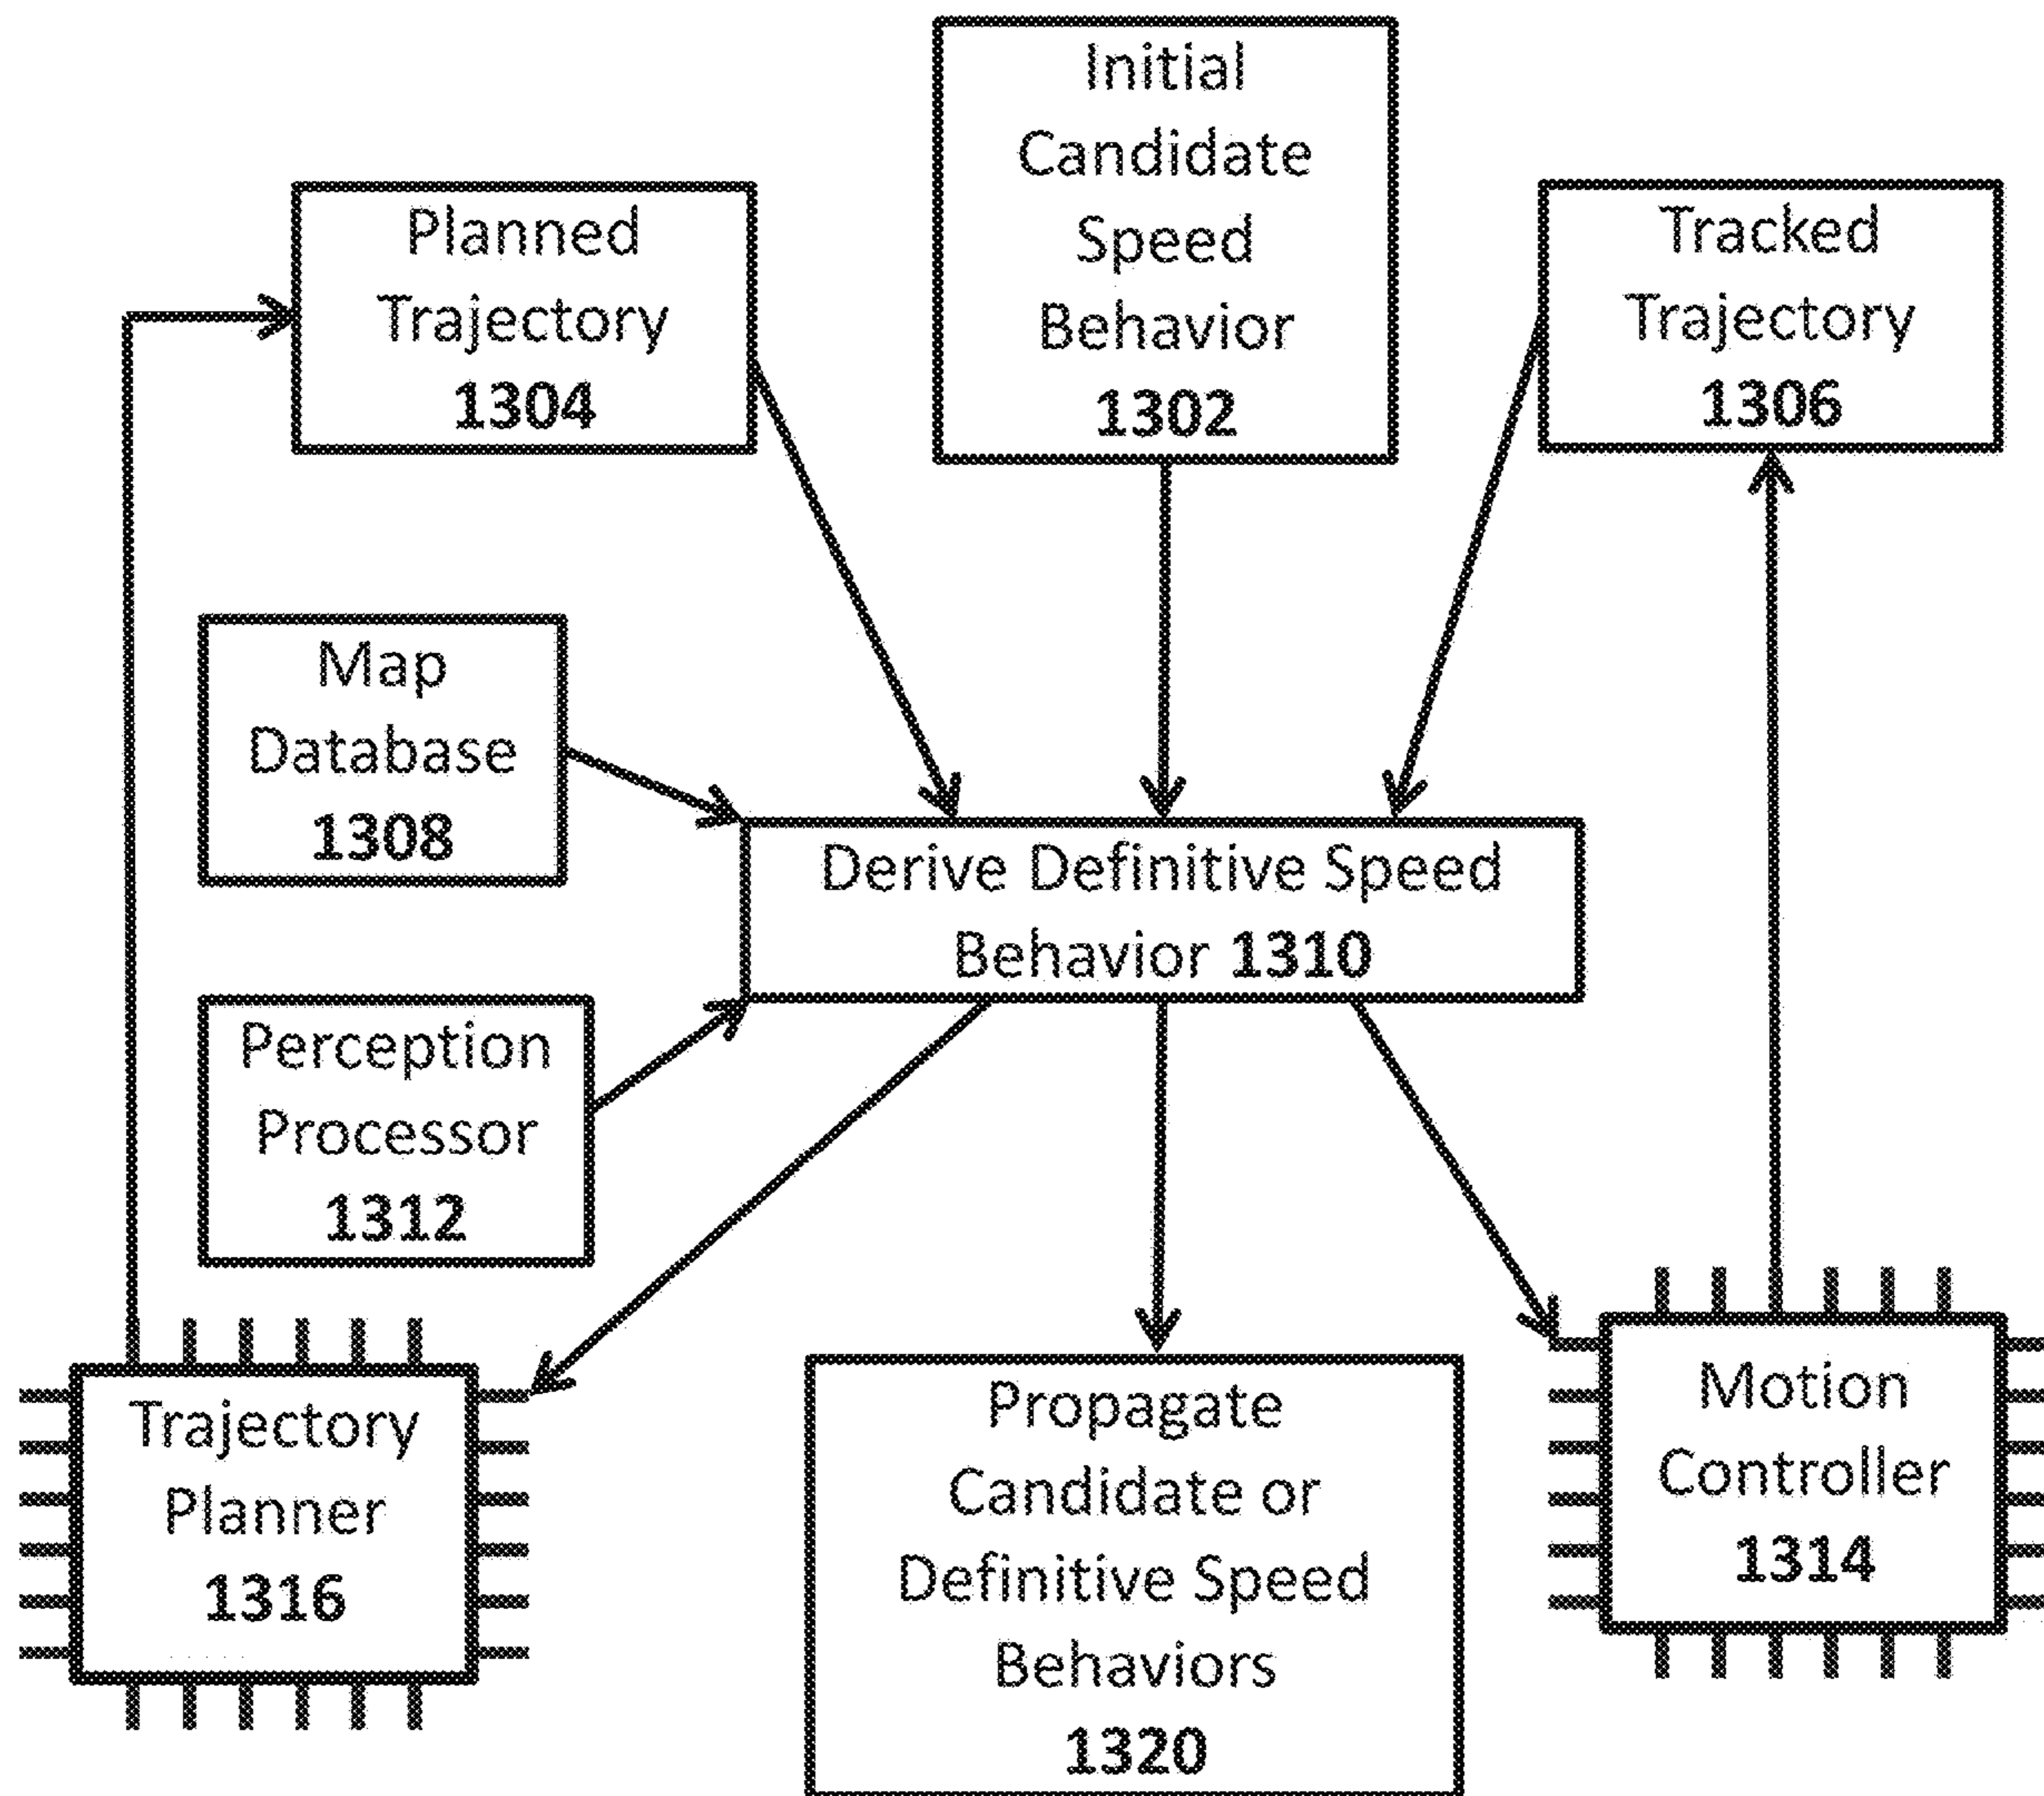 Initial
Candidate
Speed
Behavior
1302
Planned
Trajectory
1304
Tracked
Trajectory
1306
Map
Database
1308
Derive Definitive Speed
Behavior 1310
Perception
Processor
1312
Trajectory
Planner
1316
Propagate
Candidate or
Definitive Speed
Behaviors
1320
Motion
Controller
1314